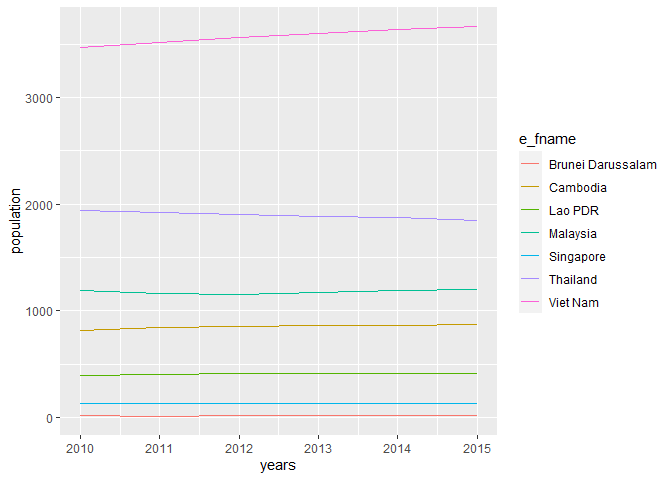 3000
2000
1000
0
population
2010 2011 2012 2013 2014 2015
years
e_fname
Brunei Darussalam
Cambodia
Lao PDR
Malaysia
Singapore
Thailand
Viet Nam